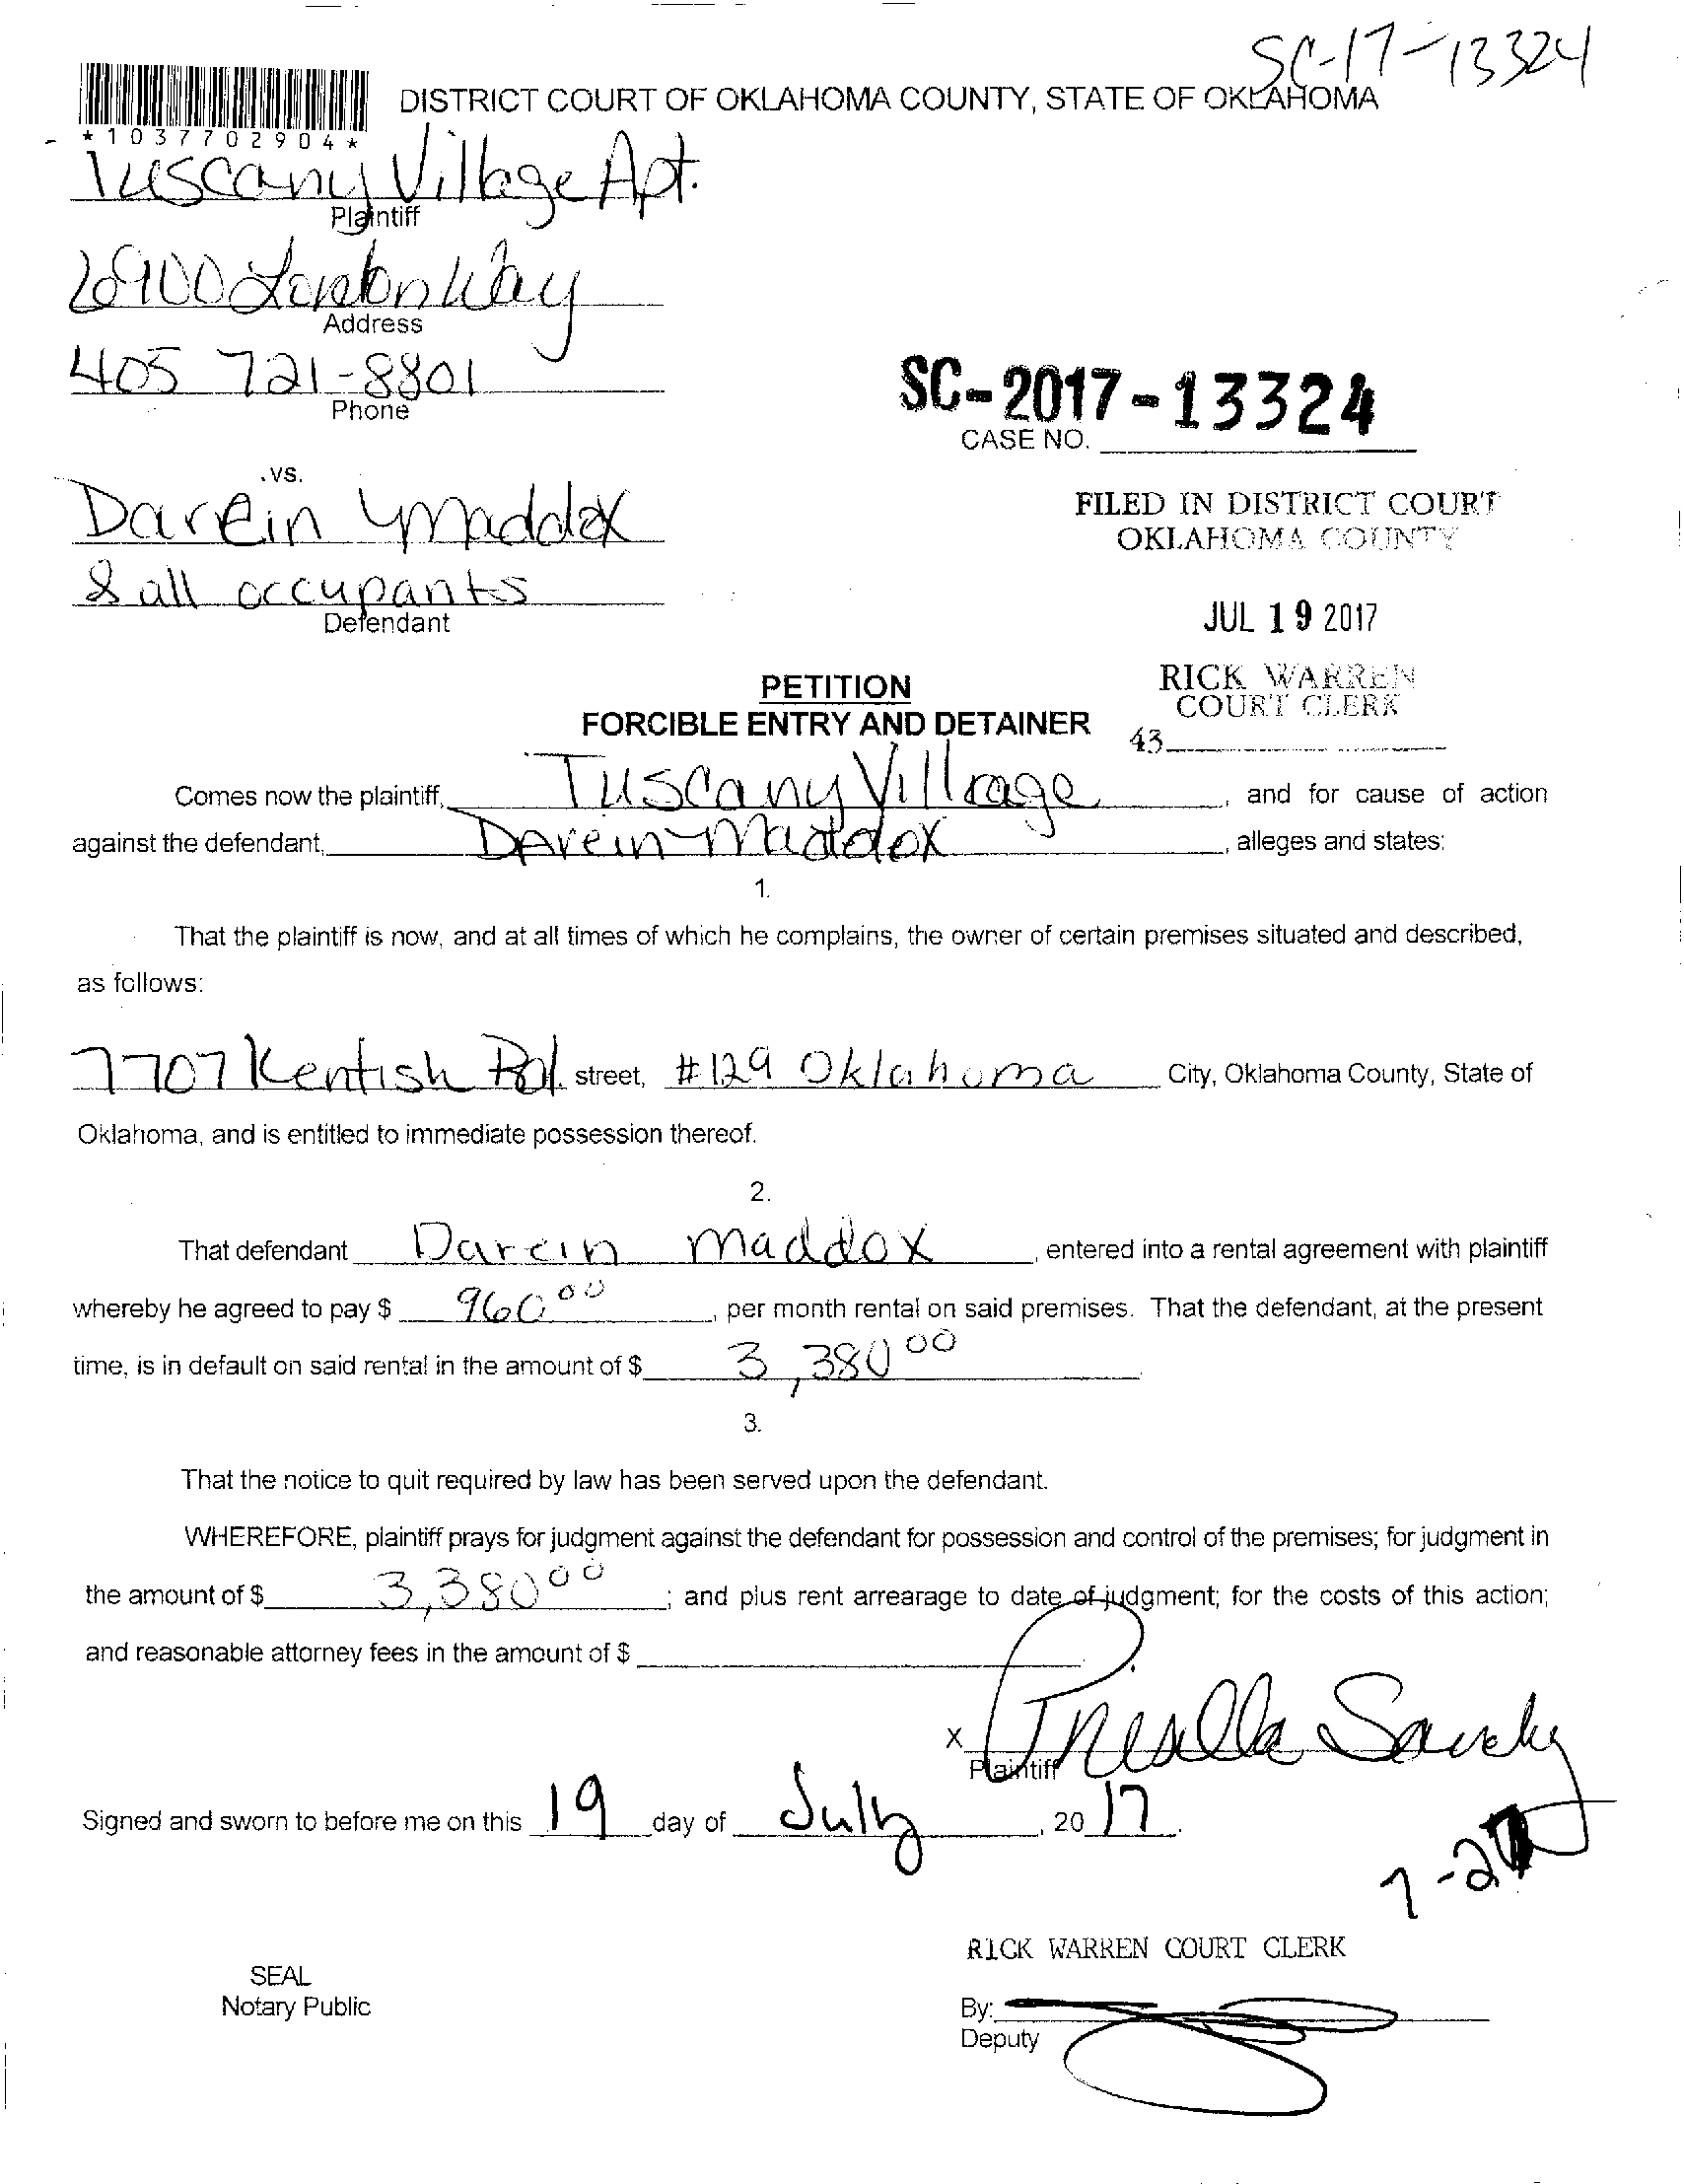 SC-17-13324
DISTRICT COURT OF OKLAHOMA COUNTY, STATE OF OKLAHOMA
*1037702904*
Tuscany Village Apt.
Plaintiff
6900 London Way
Address
405 721-8801
Phone
SC-2017-13324
CASE NO.
vs.
Darein Maddox
& all occupants
Defendant
FILED IN DISTRICT COURT
OKLAHOMA COUNTY
JUL 19 2017
RICK WARREN
COURT CLERK
43
PETITION
FORCIBLE ENTRY AND DETAINER
Comes now the plaintiff, Tuscany Village, and for cause of action
against the defendant, Darein Maddox, alleges and states:
1.
That the plaintiff is now, and at all times of which he complains, the owner of certain premises situated and described,
as follows:
7707 Kentish Rd. street, #129 Oklahoma City, Oklahoma County, State of
Oklahoma, and is entitled to immediate possession thereof.
2.
That defendant Darein Maddox, entered into a rental agreement with plaintiff
whereby he agreed to pay $ 960.00, per month rental on said premises. That the defendant, at the present
time, is in default on said rental in the amount of $ 3,380 00
3.
That the notice to quit required by law has been served upon the defendant.
WHEREFORE, plaintiff prays for judgment against the defendant for possession and control of the premises; for judgment in
the amount of $ 3,380 00; and plus rent arrearage to date of judgment; for the costs of this action;
and reasonable attorney fees in the amount of $
X
Plaintiff
Signed and sworn to before me on this 19 day of July, 20 17.
RICK WARREN COURT CLERK
SEAL
Notary Public
By:
Deputy